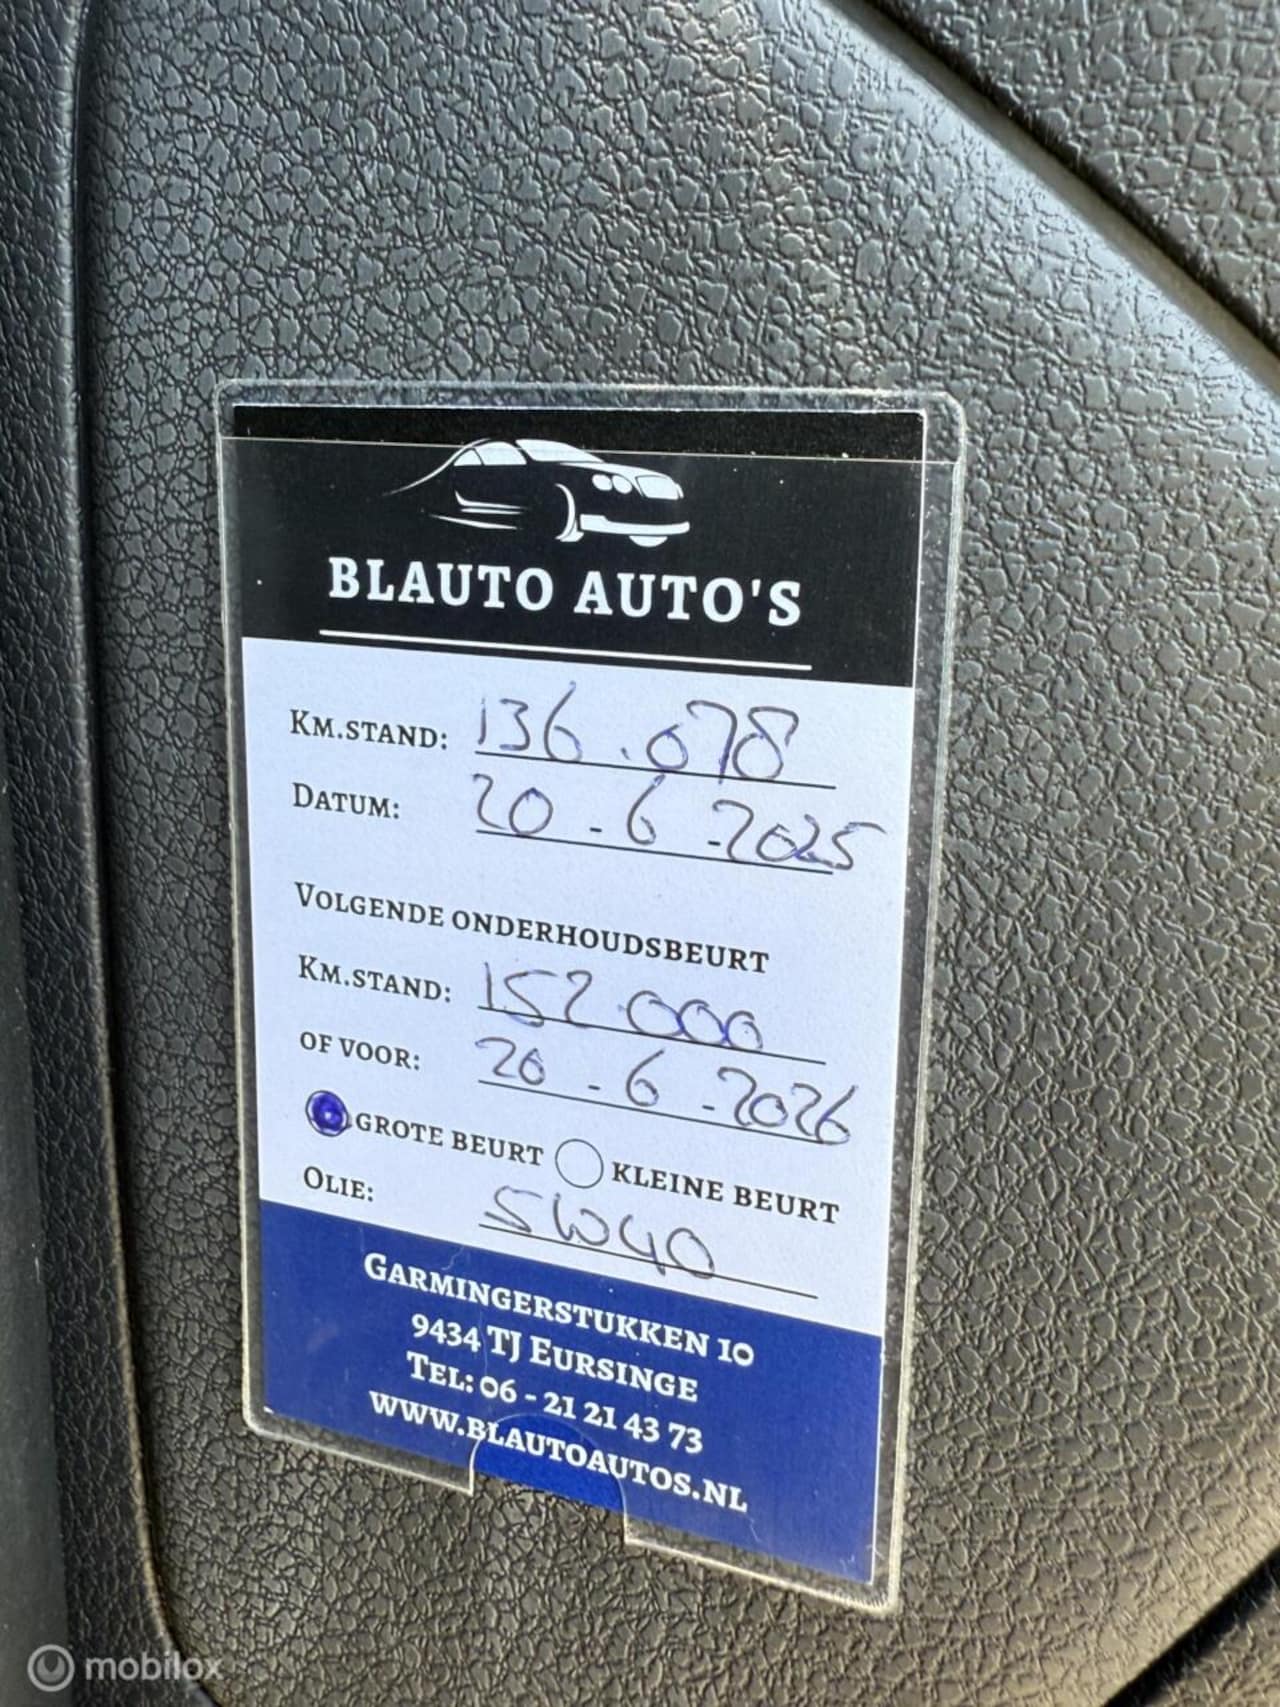 BLAUTO AUTO'S
KM.STAND: 136.078
DATUM: 20-6-2025
VOLGENDE ONDERHOUDSBEURT
KM.STAND: 152000
OF VOOR: 20-6-2026
GROTE BEURT KLEINE BEURT
OLIE: 5W40
GARMINGERSTUKKEN 10
9434 TJ EURSINGE
TEL: 06 - 21 21 43 73
WWW.BLAUTOAUTOS.NL
mobilox